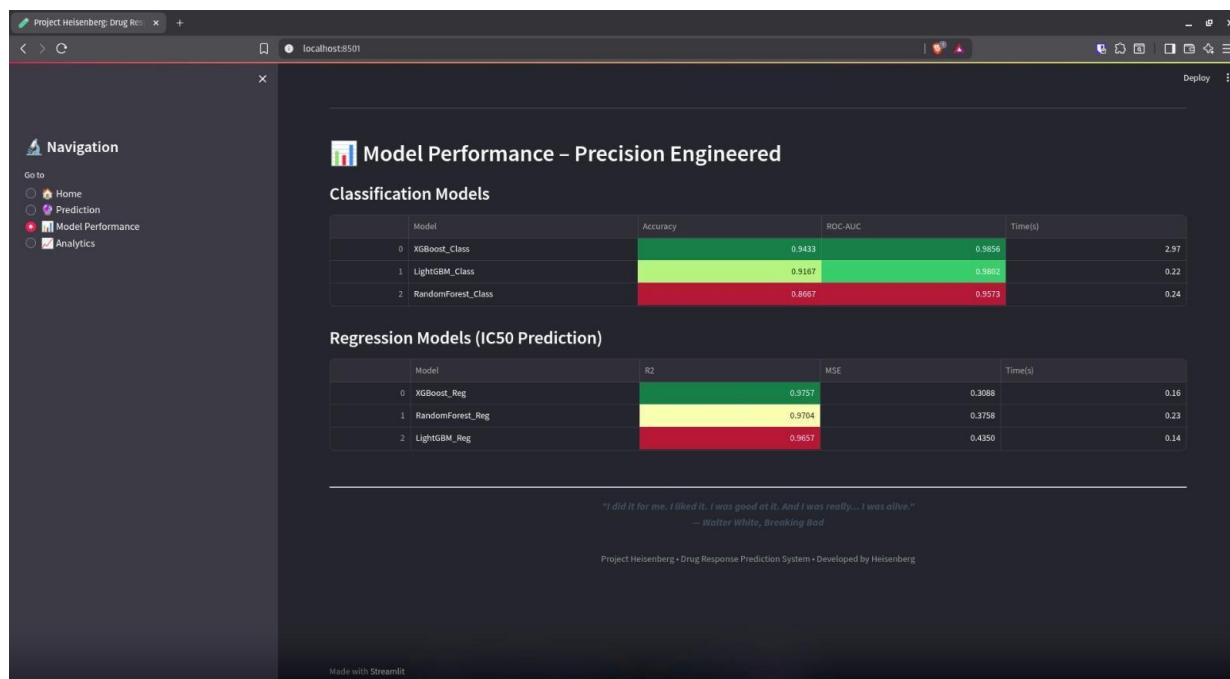 Project Heisenberg: Drug Res
localhost:8501
Deploy
🔬 Navigation
Go to
🏠 Home
🔮 Prediction
📊 Model Performance
📈 Analytics
📊 Model Performance – Precision Engineered
Classification Models
Model Accuracy ROC-AUC Time(s)
0 XGBoost_Class 0.9433 0.9856 2.97
1 LightGBM_Class 0.9167 0.9802 0.22
2 RandomForest_Class 0.8667 0.9573 0.24
Regression Models (IC50 Prediction)
Model R2 MSE Time(s)
0 XGBoost_Reg 0.9757 0.3088 0.16
1 RandomForest_Reg 0.9704 0.3758 0.23
2 LightGBM_Reg 0.9657 0.4350 0.14
"I did it for me. I liked it. I was good at it. And I was really... I was alive."
— Walter White, Breaking Bad
Project Heisenberg • Drug Response Prediction System • Developed by Heisenberg
Made with Streamlit